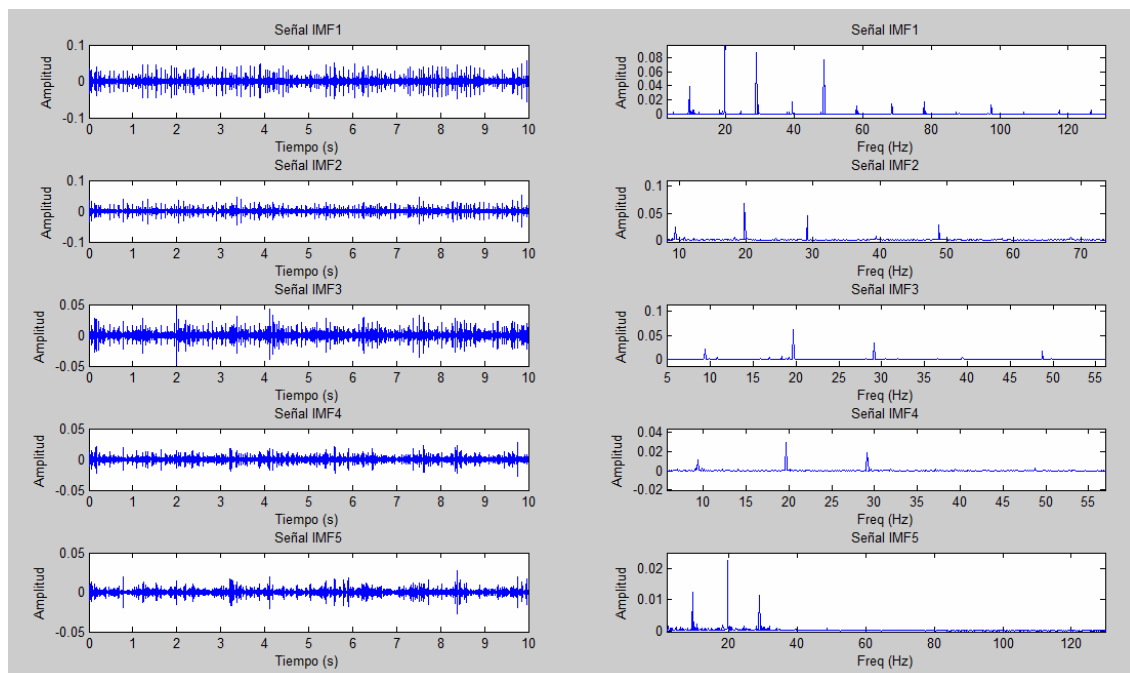 Señal IMF1
Amplitud
0.1
0
-0.1
0 1 2 3 4 5 6 7 8 9 10
Tiempo (s)
Señal IMF1
Amplitud
0.08
0.06
0.04
0.02
0
20 40 60 80 100 120
Freq (Hz)
Señal IMF2
Amplitud
0.1
0
-0.1
0 1 2 3 4 5 6 7 8 9 10
Tiempo (s)
Señal IMF2
Amplitud
0.1
0.05
0
10 20 30 40 50 60 70
Freq (Hz)
Señal IMF3
Amplitud
0.05
0
-0.05
0 1 2 3 4 5 6 7 8 9 10
Tiempo (s)
Señal IMF3
Amplitud
0.1
0.05
0
5 10 15 20 25 30 35 40 45 50 55
Freq (Hz)
Señal IMF4
Amplitud
0.05
0
-0.05
0 1 2 3 4 5 6 7 8 9 10
Tiempo (s)
Señal IMF4
Amplitud
0.04
0.02
0
-0.02
10 15 20 25 30 35 40 45 50 55
Freq (Hz)
Señal IMF5
Amplitud
0.05
0
-0.05
0 1 2 3 4 5 6 7 8 9 10
Tiempo (s)
Señal IMF5
Amplitud
0.02
0.01
0
20 40 60 80 100 120
Freq (Hz)